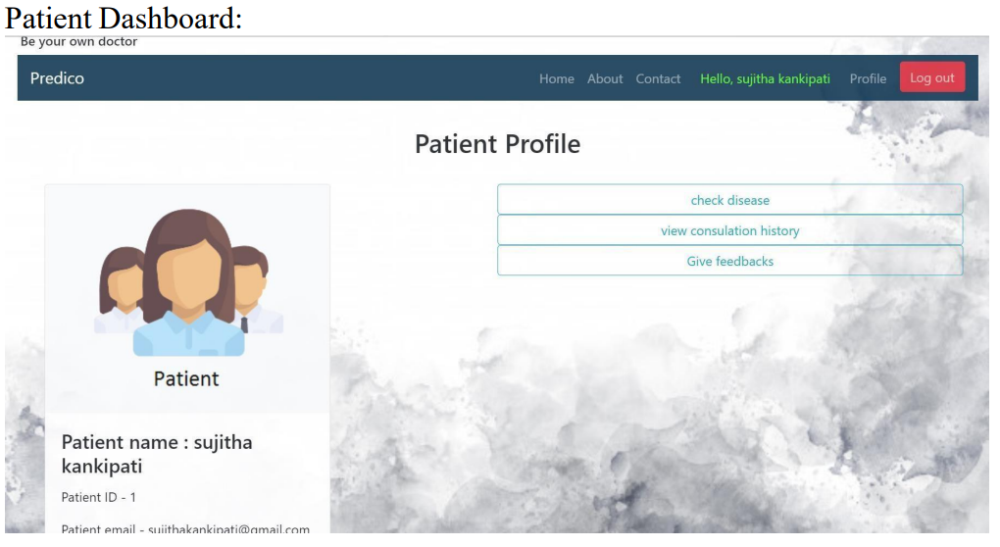 Patient Dashboard:
Be your own doctor
Predico
Home About Contact Hello, sujitha kankipati Profile Log out
Patient Profile
check disease
view consulation history
Give feedbacks
Patient
Patient name : sujitha
kankipati
Patient ID - 1
Patient email - sujithakankipati@gmail.com